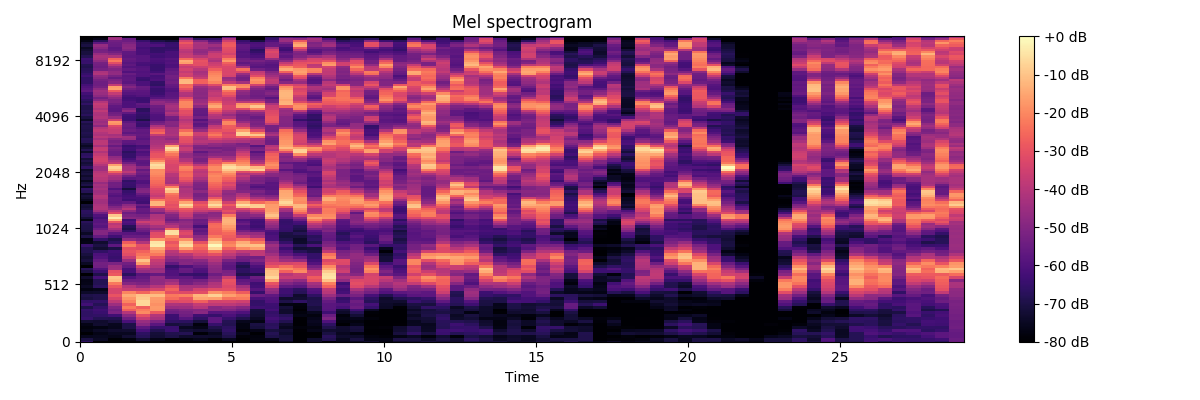 Mel spectrogram
Hz
8192
4096
2048
1024
512
0
0 5 10 15 20 25
Time
+0 dB
-10 dB
-20 dB
-30 dB
-40 dB
-50 dB
-60 dB
-70 dB
-80 dB